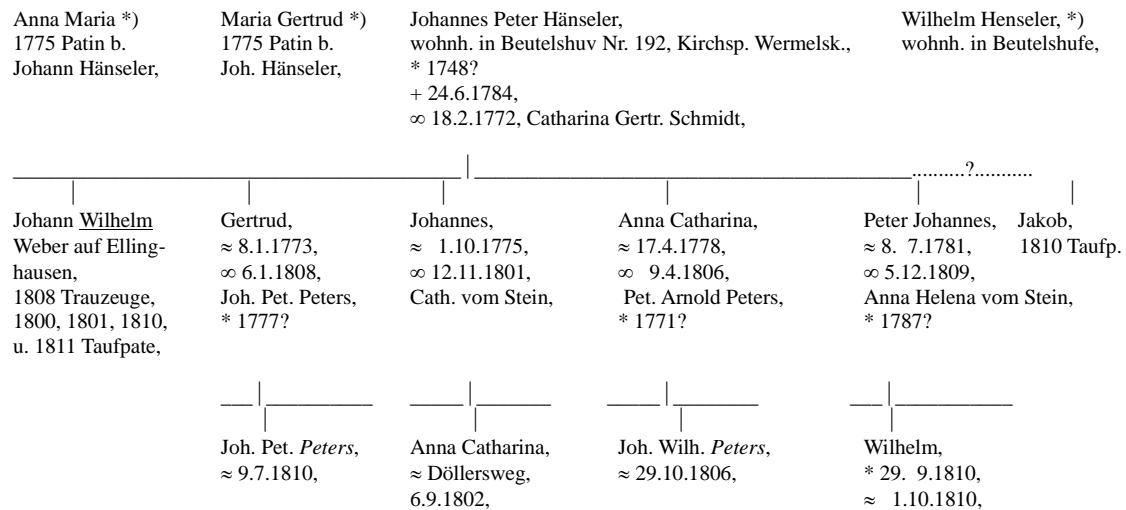 Anna Maria *)
1775 Patin b.
Johann Hänseler,
Maria Gertrud *)
1775 Patin b.
Joh. Hänseler,
Johannes Peter Hänseler,
wohnh. in Beutelshuv Nr. 192, Kirchsp. Wermelsk.,
* 1748?
+ 24.6.1784,
∞ 18.2.1772, Catharina Gertr. Schmidt,
Wilhelm Henseler, *)
wohnh. in Beutelshufe,
..........?...........
Johann Wilhelm
Weber auf Elling-
hausen,
1808 Trauzeuge,
1800, 1801, 1810,
u. 1811 Taufpate,
Gertrud,
≈ 8.1.1773,
∞ 6.1.1808,
Joh. Pet. Peters,
* 1777?
Johannes,
≈ 1.10.1775,
∞ 12.11.1801,
Cath. vom Stein,
Anna Catharina,
≈ 17.4.1778,
∞ 9.4.1806,
Pet. Arnold Peters,
* 1771?
Peter Johannes,
≈ 8. 7.1781,
∞ 5.12.1809,
Anna Helena vom Stein,
* 1787?
Jakob,
1810 Taufp.
Joh. Pet. Peters,
≈ 9.7.1810,
Anna Catharina,
≈ Döllersweg,
6.9.1802,
Joh. Wilh. Peters,
≈ 29.10.1806,
Wilhelm,
* 29. 9.1810,
≈ 1.10.1810,